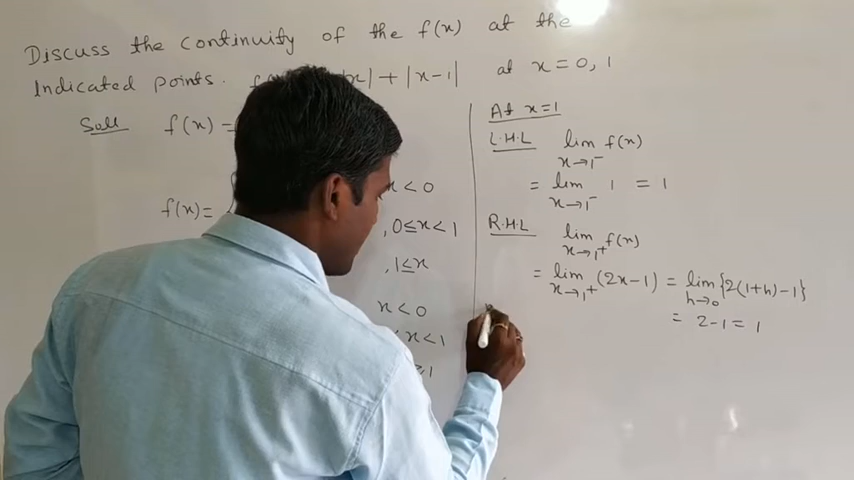 Discuss the continuity of the f(x) at the
Indicated points. |x|+|x-1| at x=0, 1
Soln f(x)=
x<0
f(x)=
, 0≤x<1
, 1≤x
x<0
x<1
≥1
At x=1
L.H.L lim x→1⁻ f(x)
= lim x→1⁻ 1 = 1
R.H.L lim x→1⁺ f(x)
= lim x→1⁺ (2x-1) = lim h→0 {2(1+h)-1}
= 2-1 = 1